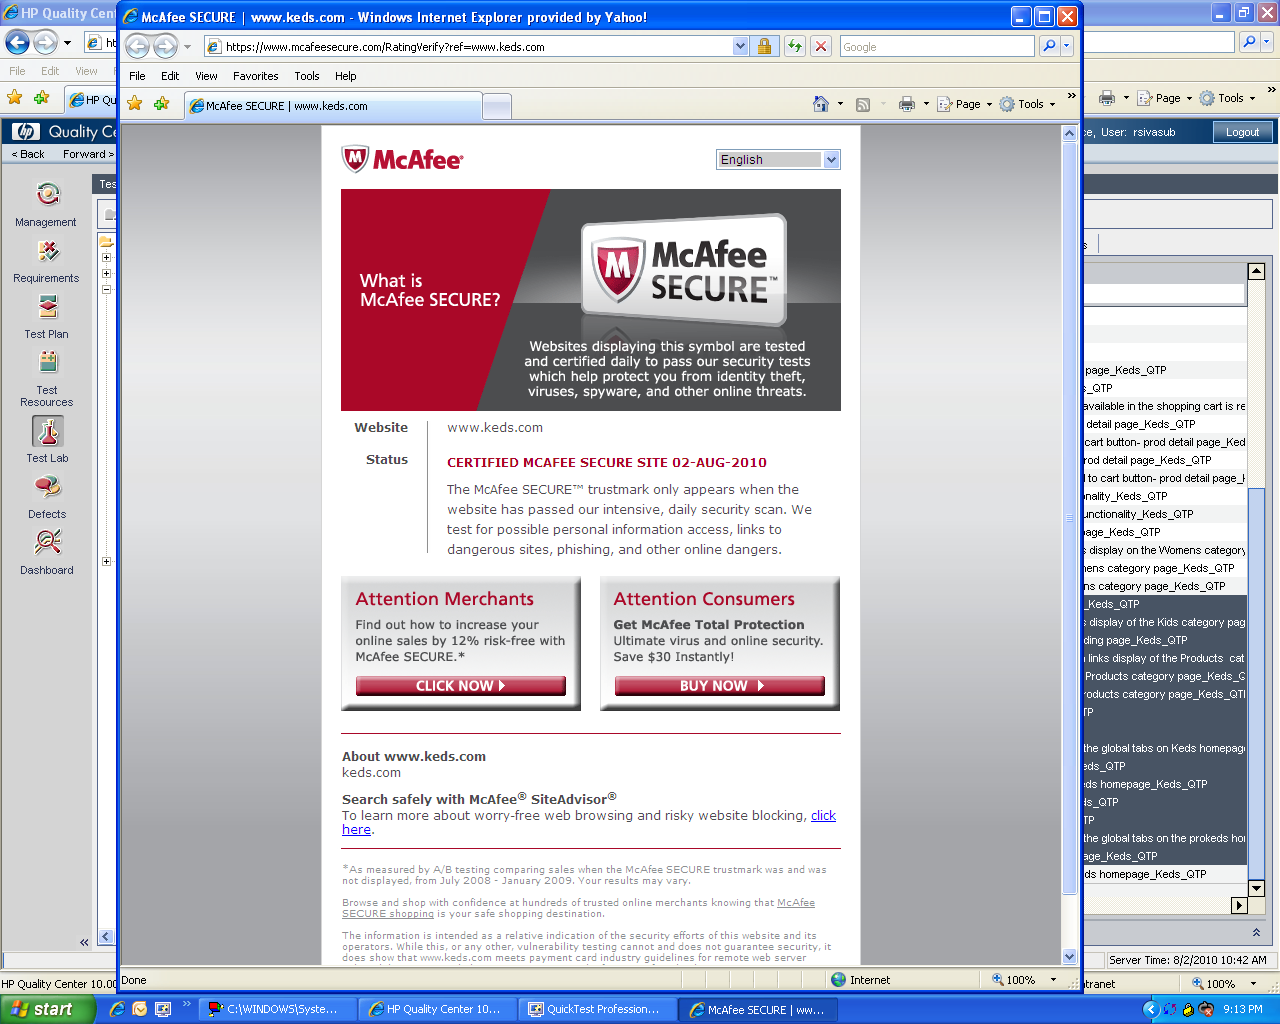 HP Quality Center
McAfee SECURE | www.keds.com - Windows Internet Explorer provided by Yahoo!
https://www.mcafeesecure.com/RatingVerify?ref=www.keds.com
Google
File Edit View Favorites Tools Help
File Edit View
McAfee SECURE | www.keds.com
Page Tools
HP Qu
Page Tools
Quality Ce
User: rsivasub
Logout
< Back Forward >
Management
Requirements
Test Plan
Test
Resources
Test Lab
Defects
Dashboard
McAfee
English
What is
McAfee SECURE?
McAfee
SECURE™
Websites displaying this symbol are tested
and certified daily to pass our security tests
which help protect you from identity theft,
viruses, spyware, and other online threats.
Website www.keds.com
Status CERTIFIED MCAFEE SECURE SITE 02-AUG-2010
The McAfee SECURE™ trustmark only appears when the
website has passed our intensive, daily security scan. We
test for possible personal information access, links to
dangerous sites, phishing, and other online dangers.
Attention Merchants
Find out how to increase your
online sales by 12% risk-free with
McAfee SECURE.*
CLICK NOW
Attention Consumers
Get McAfee Total Protection
Ultimate virus and online security.
Save $30 Instantly!
BUY NOW
About www.keds.com
keds.com
Search safely with McAfee® SiteAdvisor®
To learn more about worry-free web browsing and risky website blocking, click
here.
*As measured by A/B testing comparing sales when the McAfee SECURE trustmark was and was
not displayed, from July 2008 - January 2009. Your results may vary.
Browse and shop with confidence at hundreds of trusted online merchants knowing that McAfee
SECURE shopping is your safe shopping destination.
The information is intended as a relative indication of the security efforts of this website and its
operators. While this, or any other, vulnerability testing cannot and does not guarantee security, it
does show that www.keds.com meets payment card industry guidelines for remote web server
page_Keds_QTP
s_QTP
available in the shopping cart is re
detail page_Keds_QTP
cart button- prod detail page_Ked
prod detail page_Keds_QTP
d to cart button- prod detail page_K
onality_Keds_QTP
unctionality_Keds_QTP
page_Keds_QTP
s display on the Womens category
mens category page_Keds_QTP
ns category page_Keds_QTP
_Keds_QTP
s display of the Kids category pag
ding page_Keds_QTP
links display of the Products cat
Products category page_Keds_Q
roducts category page_Keds_QTI
TP
the global tabs on Keds homepag
eds_QTP
ds homepage_Keds_QTP
ds_QTP
TP
the global tabs on the prokeds ho
age_Keds_QTP
ds homepage_Keds_QTP
Server Time: 8/2/2010 10:42 AM
Done Internet 100%
HP Quality Center 10.00
tranet 100%
start
C:\WINDOWS\Syste...
HP Quality Center 10....
QuickTest Profession...
McAfee SECURE | ww...
9:13 PM